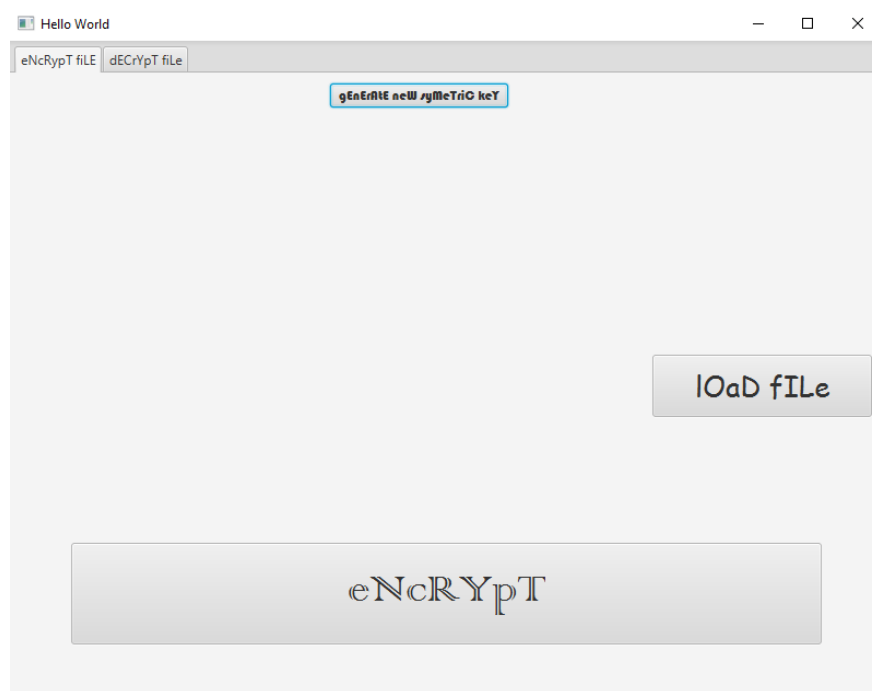 Hello World
eNcRypT fiLE dECrYpT fiLe
gEnErAtE neW syMeTriC keY
lOaD fILe
eNcRYpT